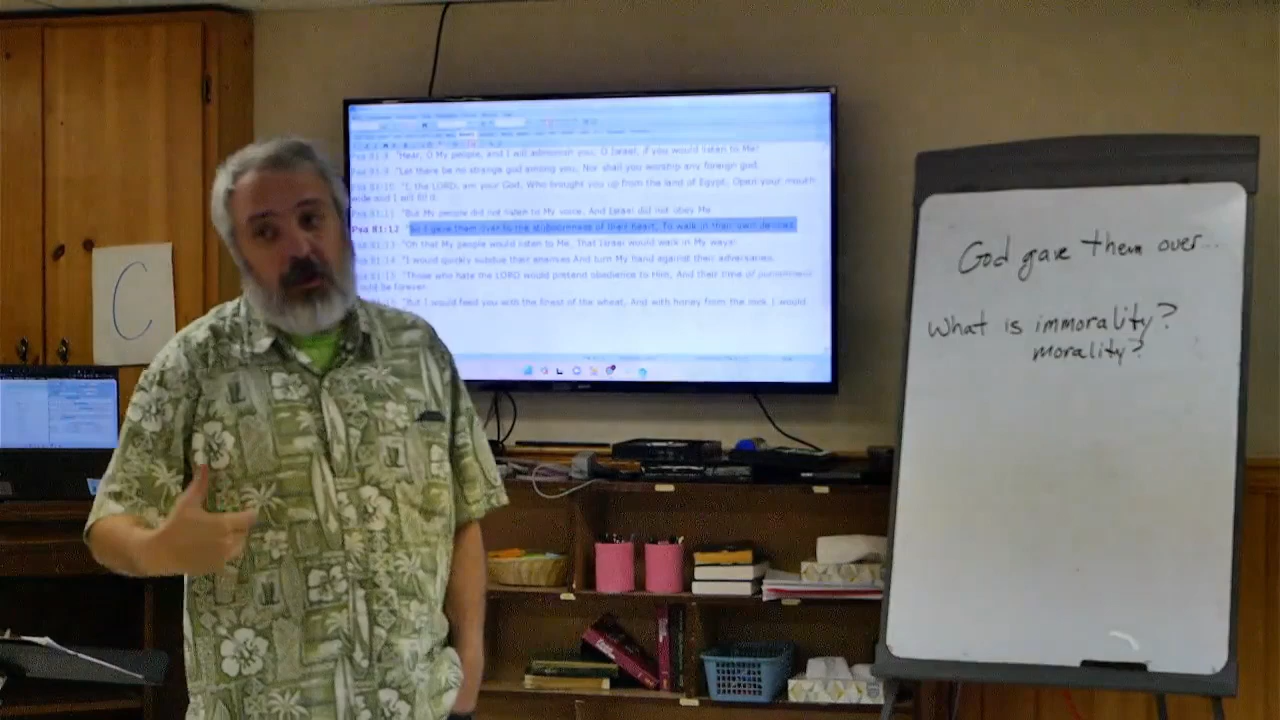 C
Psa 81:8 "Hear, O My people, and I will admonish you; O Israel, if you would listen to Me!
Psa 81:9 "Let there be no strange god among you; Nor shall you worship any foreign god.
Psa 81:10 "I, the LORD, am your God, Who brought you up from the land of Egypt; Open your mouth
wide and I will fill it.
Psa 81:11 "But My people did not listen to My voice, And Israel did not obey Me.
Psa 81:12 "So I gave them over to the stubbornness of their heart, To walk in their own devices.
Psa 81:13 "Oh that My people would listen to Me, That Israel would walk in My ways!
Psa 81:14 "I would quickly subdue their enemies And turn My hand against their adversaries.
Psa 81:15 "Those who hate the LORD would pretend obedience to Him, And their time of punishment
would be forever.
"But I would feed you with the finest of the wheat, And with honey from the rock I would
God gave them over...
What is immorality?
morality?